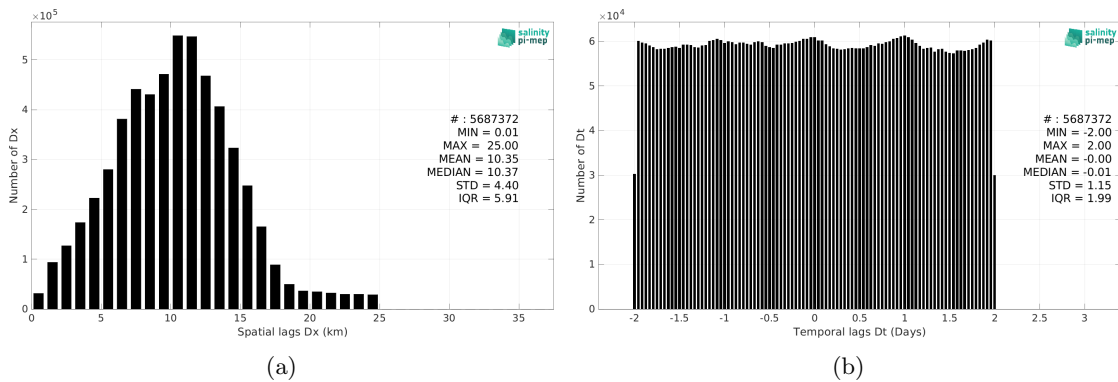 ×10⁵
5
4
3
2
1
0
Number of Dx
0 5 10 15 20 25 30 35
Spatial lags Dx (km)
salinity
pi-mep
# : 5687372
MIN = 0.01
MAX = 25.00
MEAN = 10.35
MEDIAN = 10.37
STD = 4.40
IQR = 5.91
(a)
×10⁴
6
5
4
3
2
1
0
Number of Dt
-2 -1.5 -1 -0.5 0 0.5 1 1.5 2 2.5 3
Temporal lags Dt (Days)
salinity
pi-mep
# : 5687372
MIN = -2.00
MAX = 2.00
MEAN = -0.00
MEDIAN = -0.01
STD = 1.15
IQR = 1.99
(b)